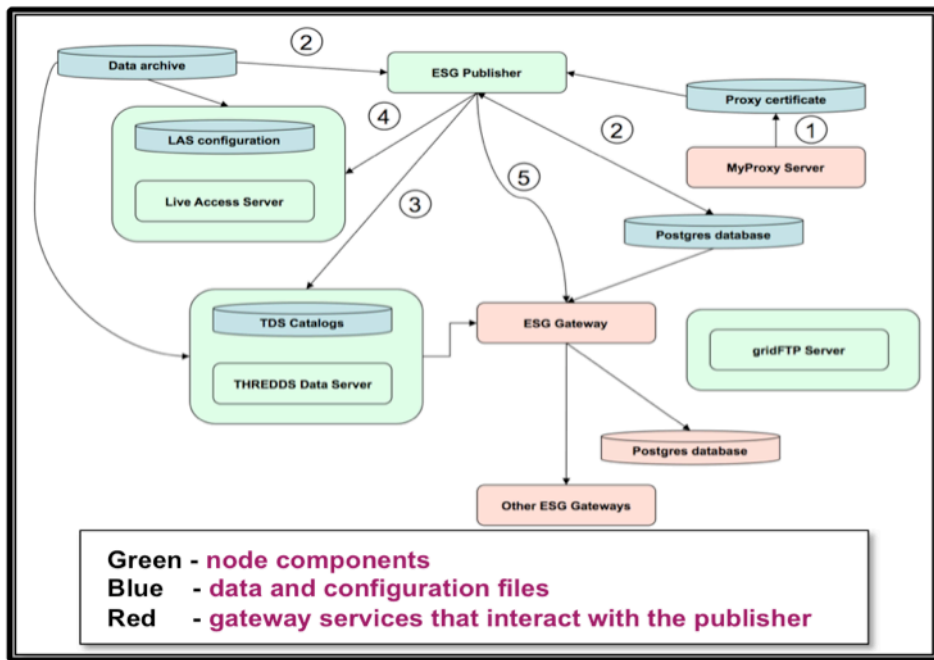 2
Data archive
ESG Publisher
Proxy certificate
4
2
1
LAS configuration
MyProxy Server
5
Live Access Server
3
Postgres database
TDS Catalogs
ESG Gateway
gridFTP Server
THREDDS Data Server
Postgres database
Other ESG Gateways
Green - node components
Blue - data and configuration files
Red - gateway services that interact with the publisher